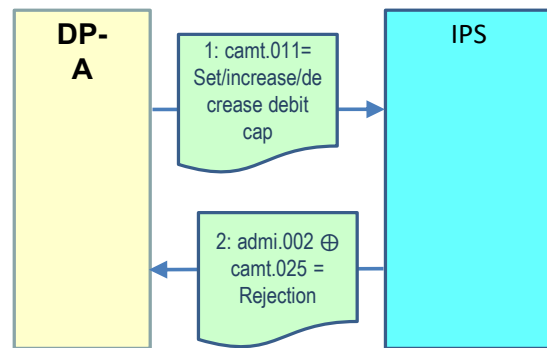 DP-
A
1: camt.011=
Set/increase/de
crease debit
cap
IPS
2: admi.002 ⊕
camt.025 =
Rejection